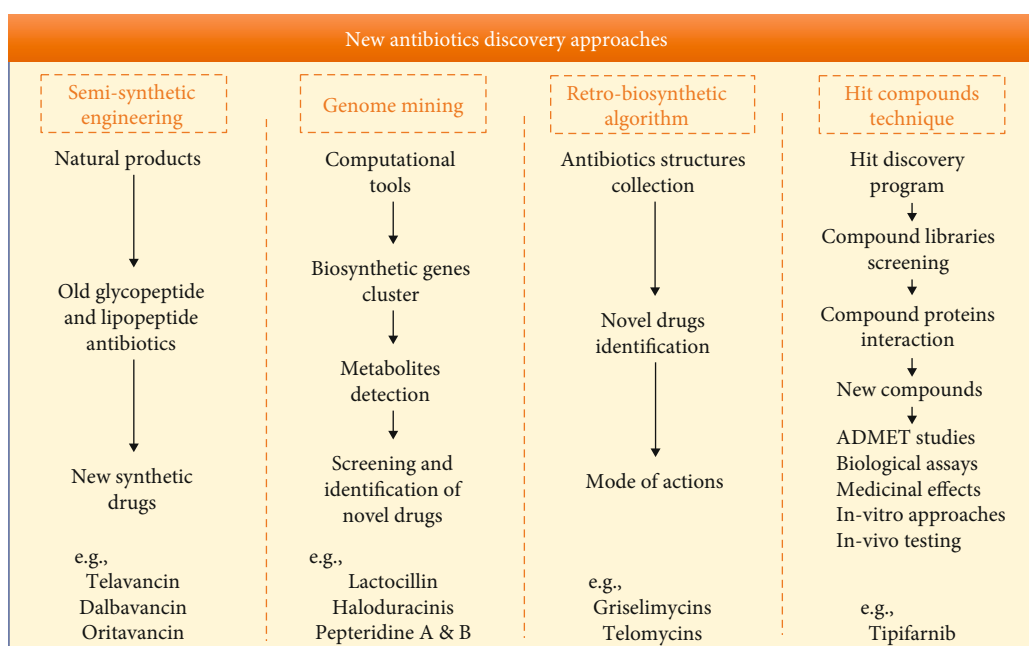 New antibiotics discovery approaches
Semi-synthetic
engineering
Natural products
Old glycopeptide
and lipopeptide
antibiotics
New synthetic
drugs
e.g.,
Telavancin
Dalbavancin
Oritavancin
Genome mining
Computational
tools
Biosynthetic genes
cluster
Metabolites
detection
Screening and
identification of
novel drugs
e.g.,
Lactocillin
Haloduracinis
Pepteridine A & B
Retro-biosynthetic
algorithm
Antibiotics structures
collection
Novel drugs
identification
Mode of actions
e.g.,
Griselimycins
Telomycins
Hit compounds
technique
Hit discovery
program
Compound libraries
screening
Compound proteins
interaction
New compounds
ADMET studies
Biological assays
Medicinal effects
In-vitro approaches
In-vivo testing
e.g.,
Tipifarnib